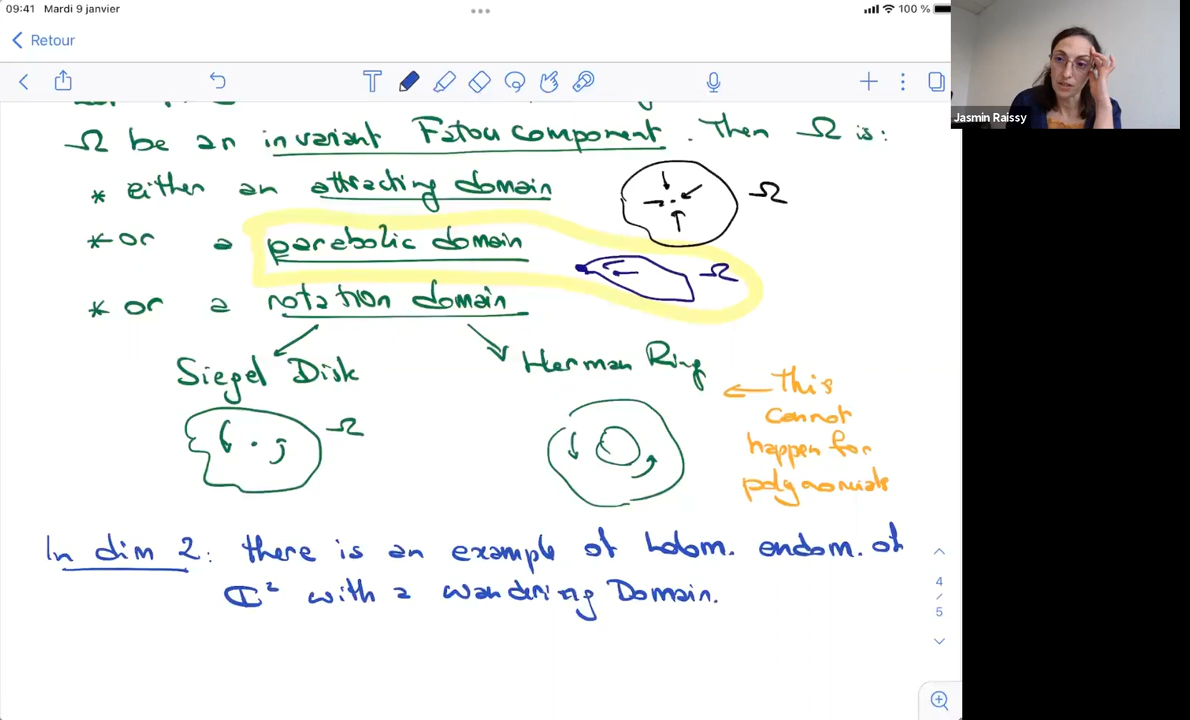 09:41 Mardi 9 janvier
100 %
Retour
Jasmin Raissy
Ω be an invariant Fatou component. Then Ω is:
* either an attracting domain
Ω
* or a parabolic domain
Ω
* or a rotation domain
Siegel Disk
Herman Ring
Ω
← this
cannot
happen for
polynomials
In dim 2: there is an example of holom. endom. of
ℂ² with a wandering Domain.
4
/
5